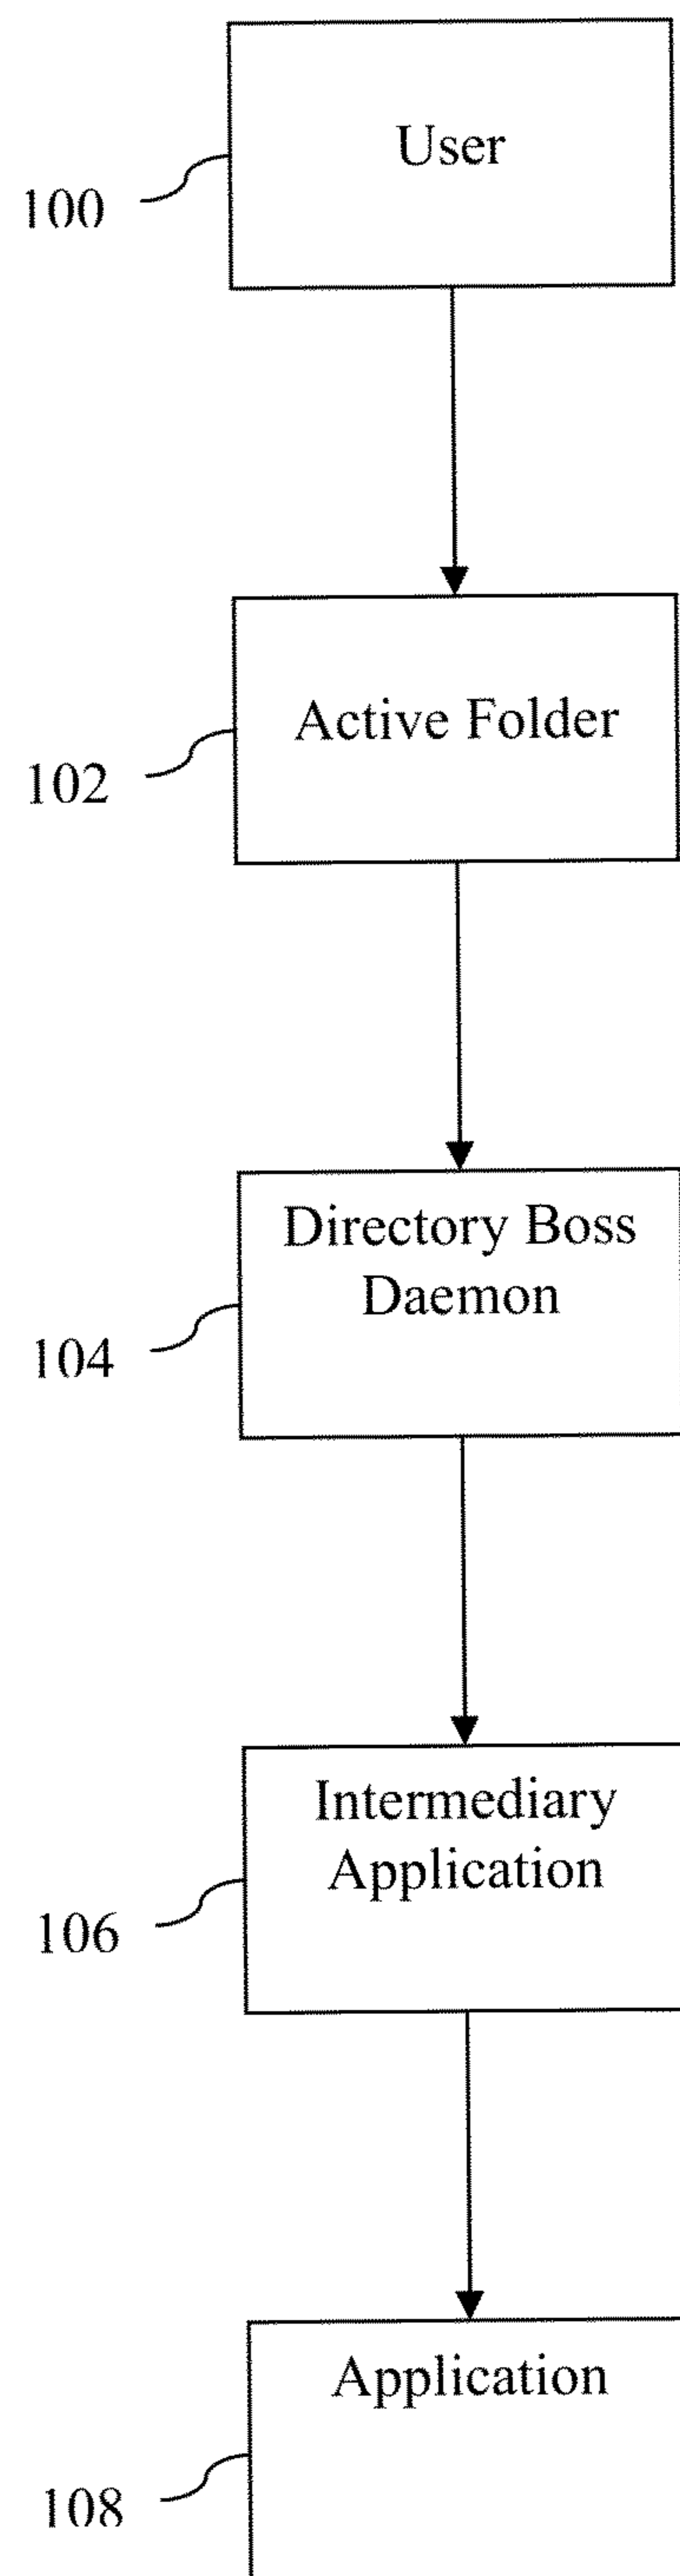 User
100
Active Folder
102
Directory Boss
Daemon
104
Intermediary
Application
106
Application
108